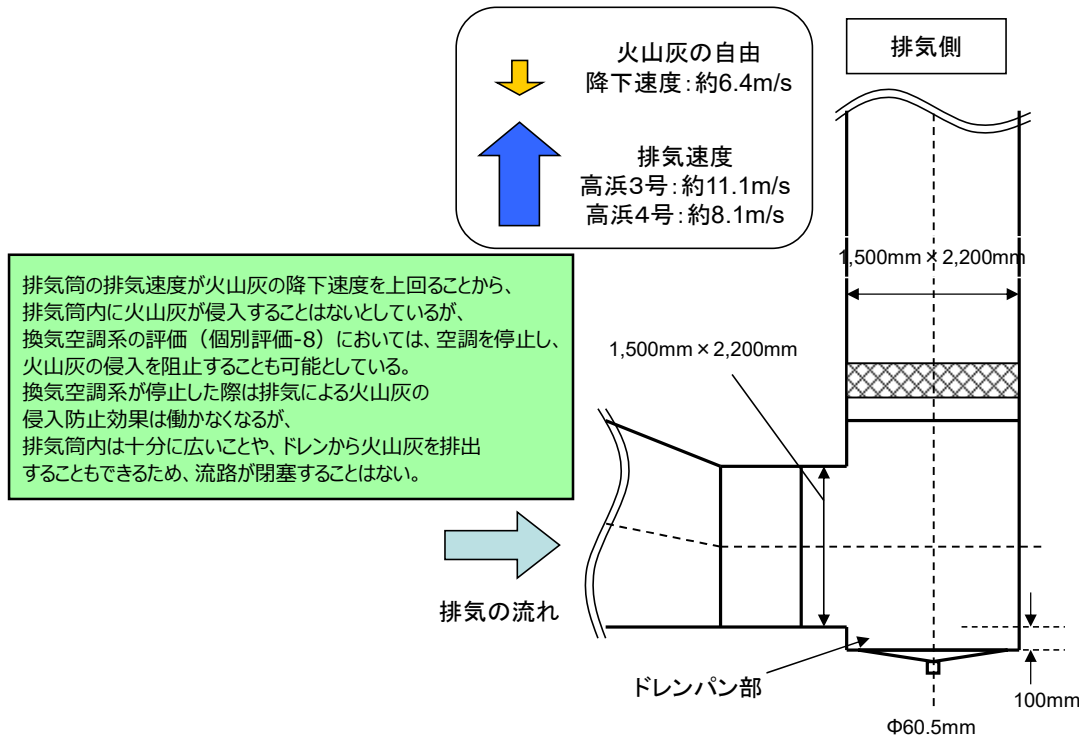 火山灰の自由
降下速度：約6.4m/s
排気速度
高浜3号：約11.1m/s
高浜4号：約8.1m/s
排気側
1,500mm×2,200mm
排気筒の排気速度が火山灰の降下速度を上回ることから、
排気筒内に火山灰が侵入することはないとしているが、
換気空調系の評価（個別評価-8）においては、空調を停止し、
火山灰の侵入を阻止することも可能としている。
換気空調系が停止した際は排気による火山灰の
侵入防止効果は働かなくなるが、
排気筒内は十分に広いことや、ドレンから火山灰を排出
することもできるため、流路が閉塞することはない。
1,500mm×2,200mm
排気の流れ
ドレンパン部
100mm
Φ60.5mm